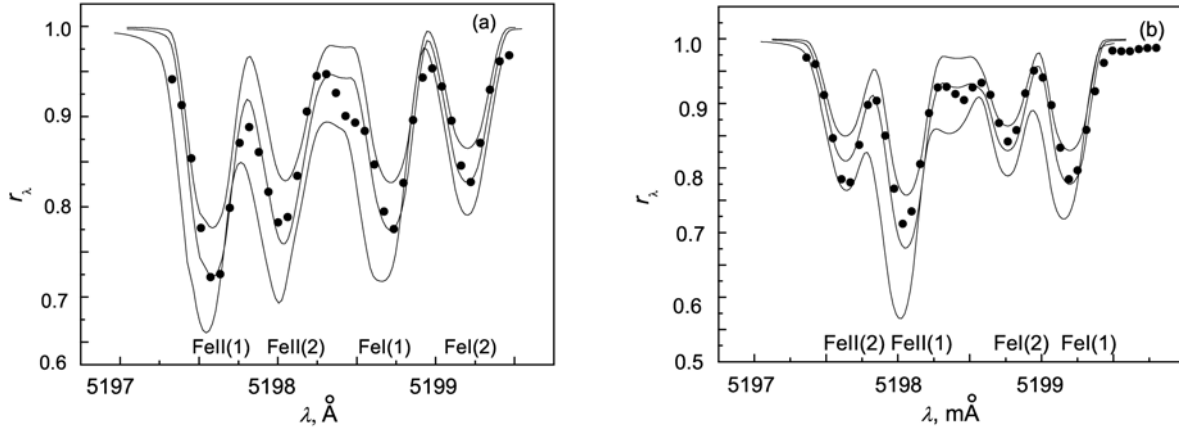 (a)
1.0
0.9
0.8
0.7
0.6
r_λ
FeII(1) FeII(2) FeI(1) FeI(2)
5197 5198 5199
λ, Å
(b)
1.0
0.9
0.8
0.7
0.6
0.5
r_λ
FeII(2) FeII(1) FeI(2) FeI(1)
5197 5198 5199
λ, mÅ